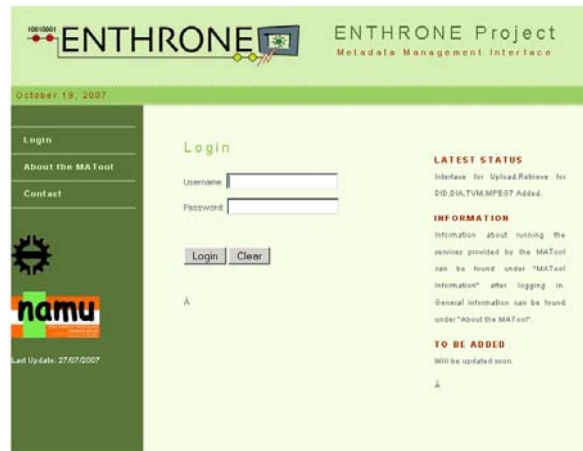 10010001
ENTHRONE
ENTHRONE Project
Metadata Management Interface
October 19, 2007
Login
About the MATool
Contact
namu
Last Update: 27/07/2007
Login
Username:
Password:
Login Clear
Â
LATEST STATUS
Interface for Upload,Retrieve for
DID,DIA,TVM,MPEG7 Added.
INFORMATION
Information about running the
services provided by the MATool
can be found under "MATool
Information" after logging in.
General information can be found
under "About the MATool".
TO BE ADDED
Will be updated soon.
Â